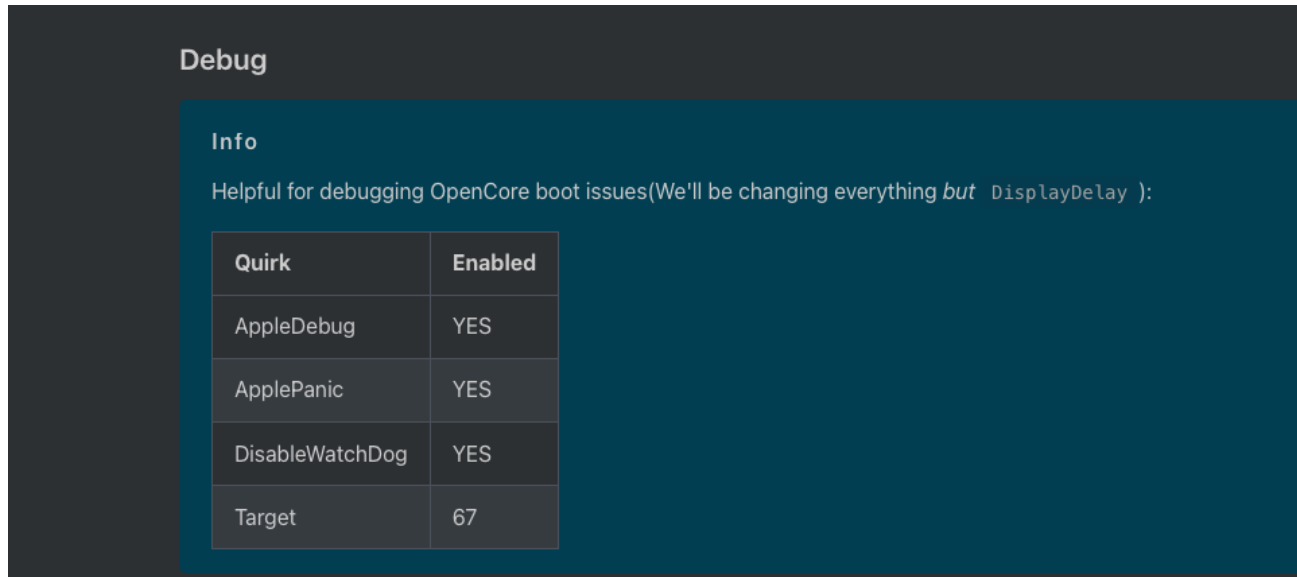 Debug
Info
Helpful for debugging OpenCore boot issues(We'll be changing everything but DisplayDelay ):
Quirk Enabled
AppleDebug YES
ApplePanic YES
DisableWatchDog YES
Target 67